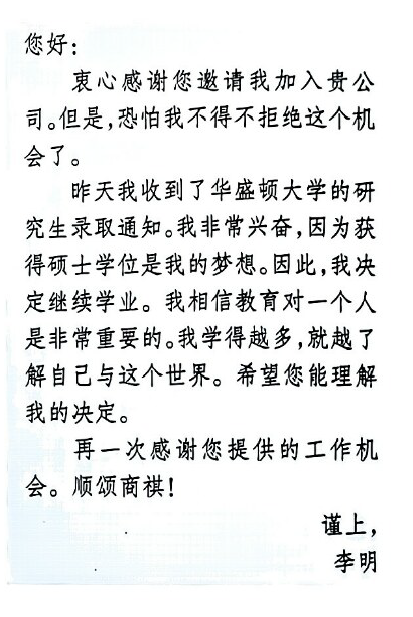 您好:
衷心感谢您邀请我加入贵公
司。但是,恐怕我不得不拒绝这个机
会了。
昨天我收到了华盛顿大学的研
究生录取通知。我非常兴奋,因为获
得硕士学位是我的梦想。因此,我决
定继续学业。我相信教育对一个人
是非常重要的。我学得越多,就越了
解自己与这个世界。希望您能理解
我的决定。
再一次感谢您提供的工作机
会。顺颂商祺!
谨上,
李明